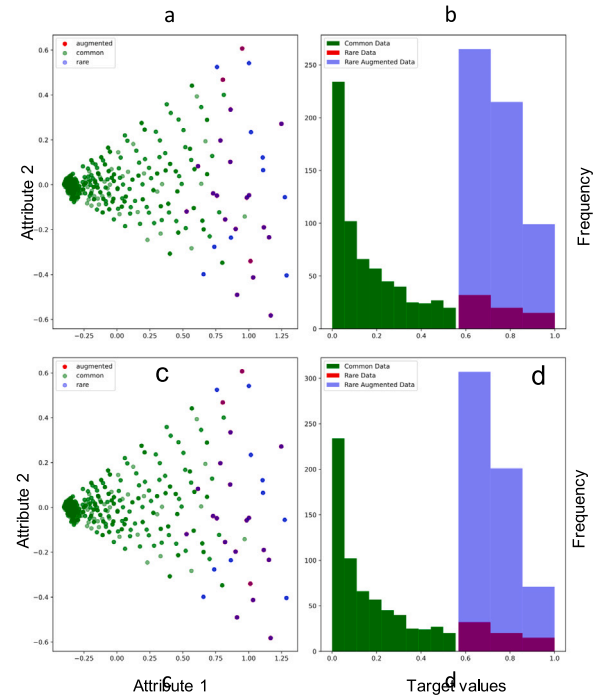 a
b
augmented
common
rare
Attribute 2
0.6
0.4
0.2
0.0
−0.2
−0.4
−0.6
−0.25 0.00 0.25 0.50 0.75 1.00 1.25
Common Data
Rare Data
Rare Augmented Data
250
200
150
100
50
0
0.0 0.2 0.4 0.6 0.8 1.0
Frequency
c
d
augmented
common
rare
Attribute 2
0.6
0.4
0.2
0.0
−0.2
−0.4
−0.6
−0.25 0.00 0.25 0.50 0.75 1.00 1.25
Common Data
Rare Data
Rare Augmented Data
300
250
200
150
100
50
0
0.0 0.2 0.4 0.6 0.8 1.0
Frequency
c
d
Attribute 1
Target values